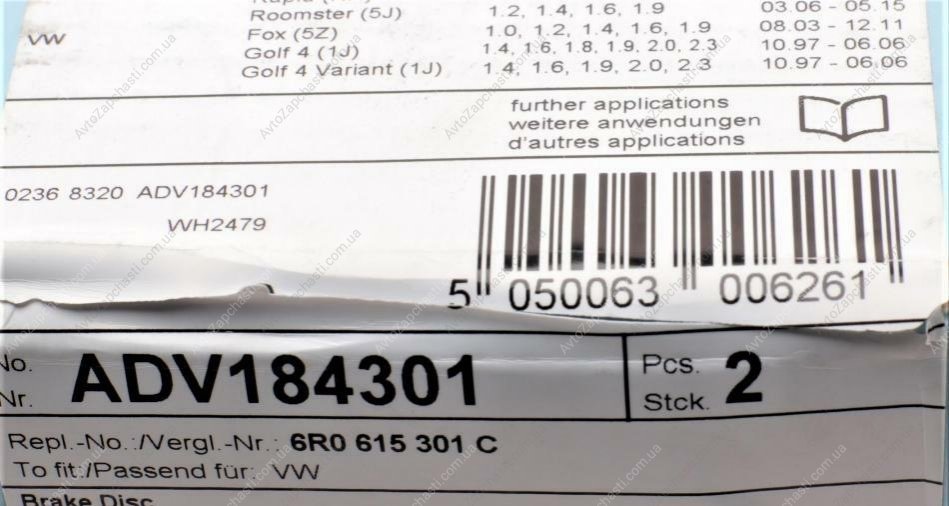 Roomster (5J) 1.2, 1.4, 1.6, 1.9 03.06 - 05.15
VW Fox (5Z) 1.0, 1.2, 1.4, 1.6, 1.9 08.03 - 12.11
Golf 4 (1J) 1.4, 1.6, 1.8, 1.9, 2.0, 2.3 10.97 - 06.06
Golf 4 Variant (1J) 1.4, 1.6, 1.9, 2.0, 2.3 10.97 - 06.06
further applications
weitere anwendungen
d'autres applications
0236 8320 ADV184301
WH2479
5 050063 006261
No.
Nr. ADV184301
Pcs.
Stck. 2
Repl.-No.:/Vergl.-Nr.: 6R0 615 301 C
To fit:/Passend für: VW
Brake Disc
AvtoZapchasti.com.ua